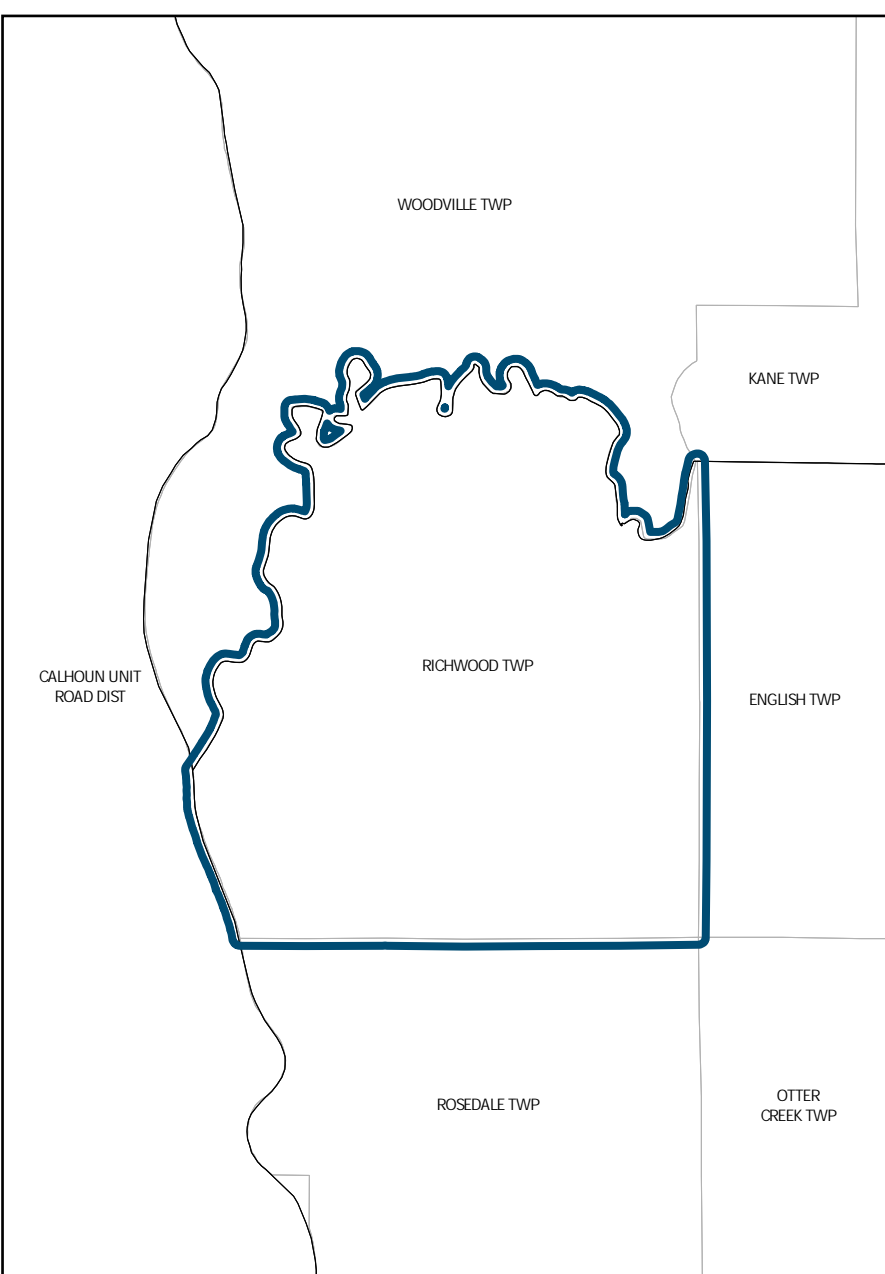 WOODVILLE TWP
KANE TWP
RICHWOOD TWP
CALHOUN UNIT
ROAD DIST
ENGLISH TWP
ROSEDALE TWP
OTTER
CREEK TWP